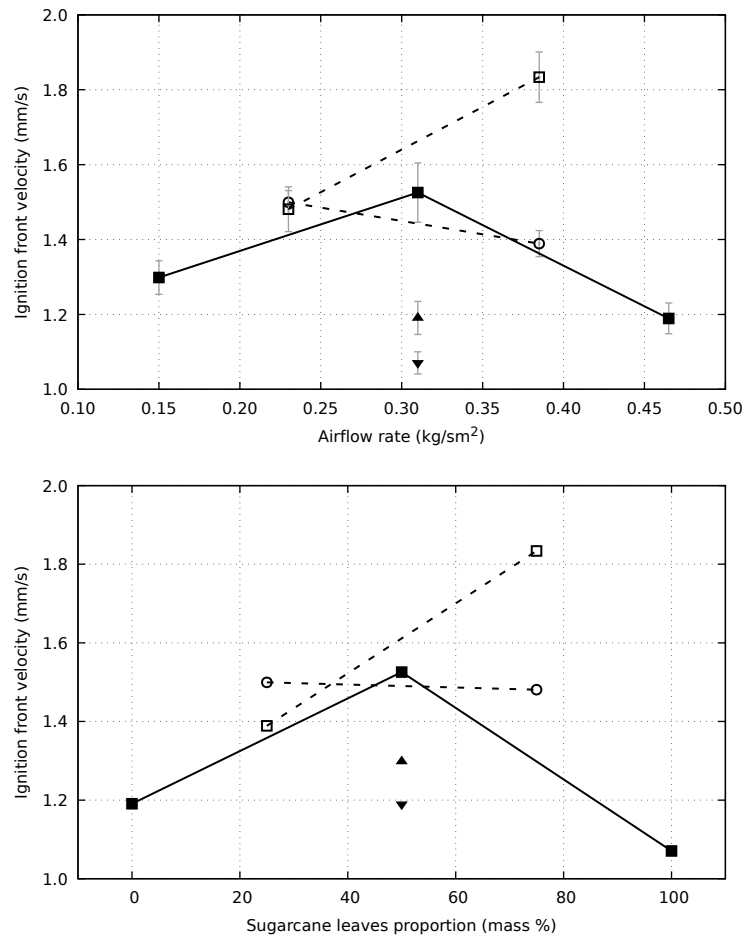 2.0
1.8
1.6
1.4
1.2
1.0
Ignition front velocity (mm/s)
0.10 0.15 0.20 0.25 0.30 0.35 0.40 0.45 0.50
Airflow rate (kg/sm²)
2.0
1.8
1.6
1.4
1.2
1.0
Ignition front velocity (mm/s)
0 20 40 60 80 100
Sugarcane leaves proportion (mass %)